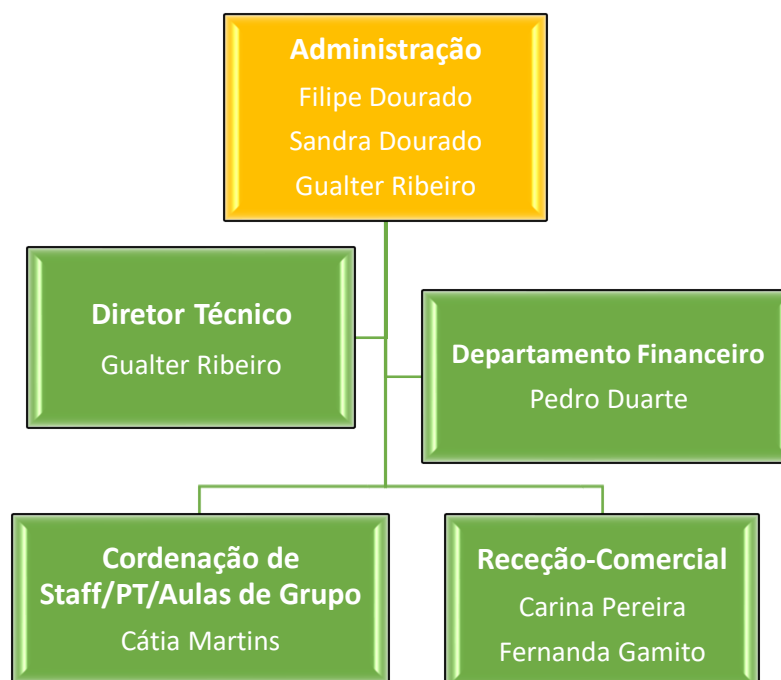 Administração
Filipe Dourado
Sandra Dourado
Gualter Ribeiro
Diretor Técnico
Gualter Ribeiro
Departamento Financeiro
Pedro Duarte
Cordenação de
Staff/PT/Aulas de Grupo
Cátia Martins
Receção-Comercial
Carina Pereira
Fernanda Gamito